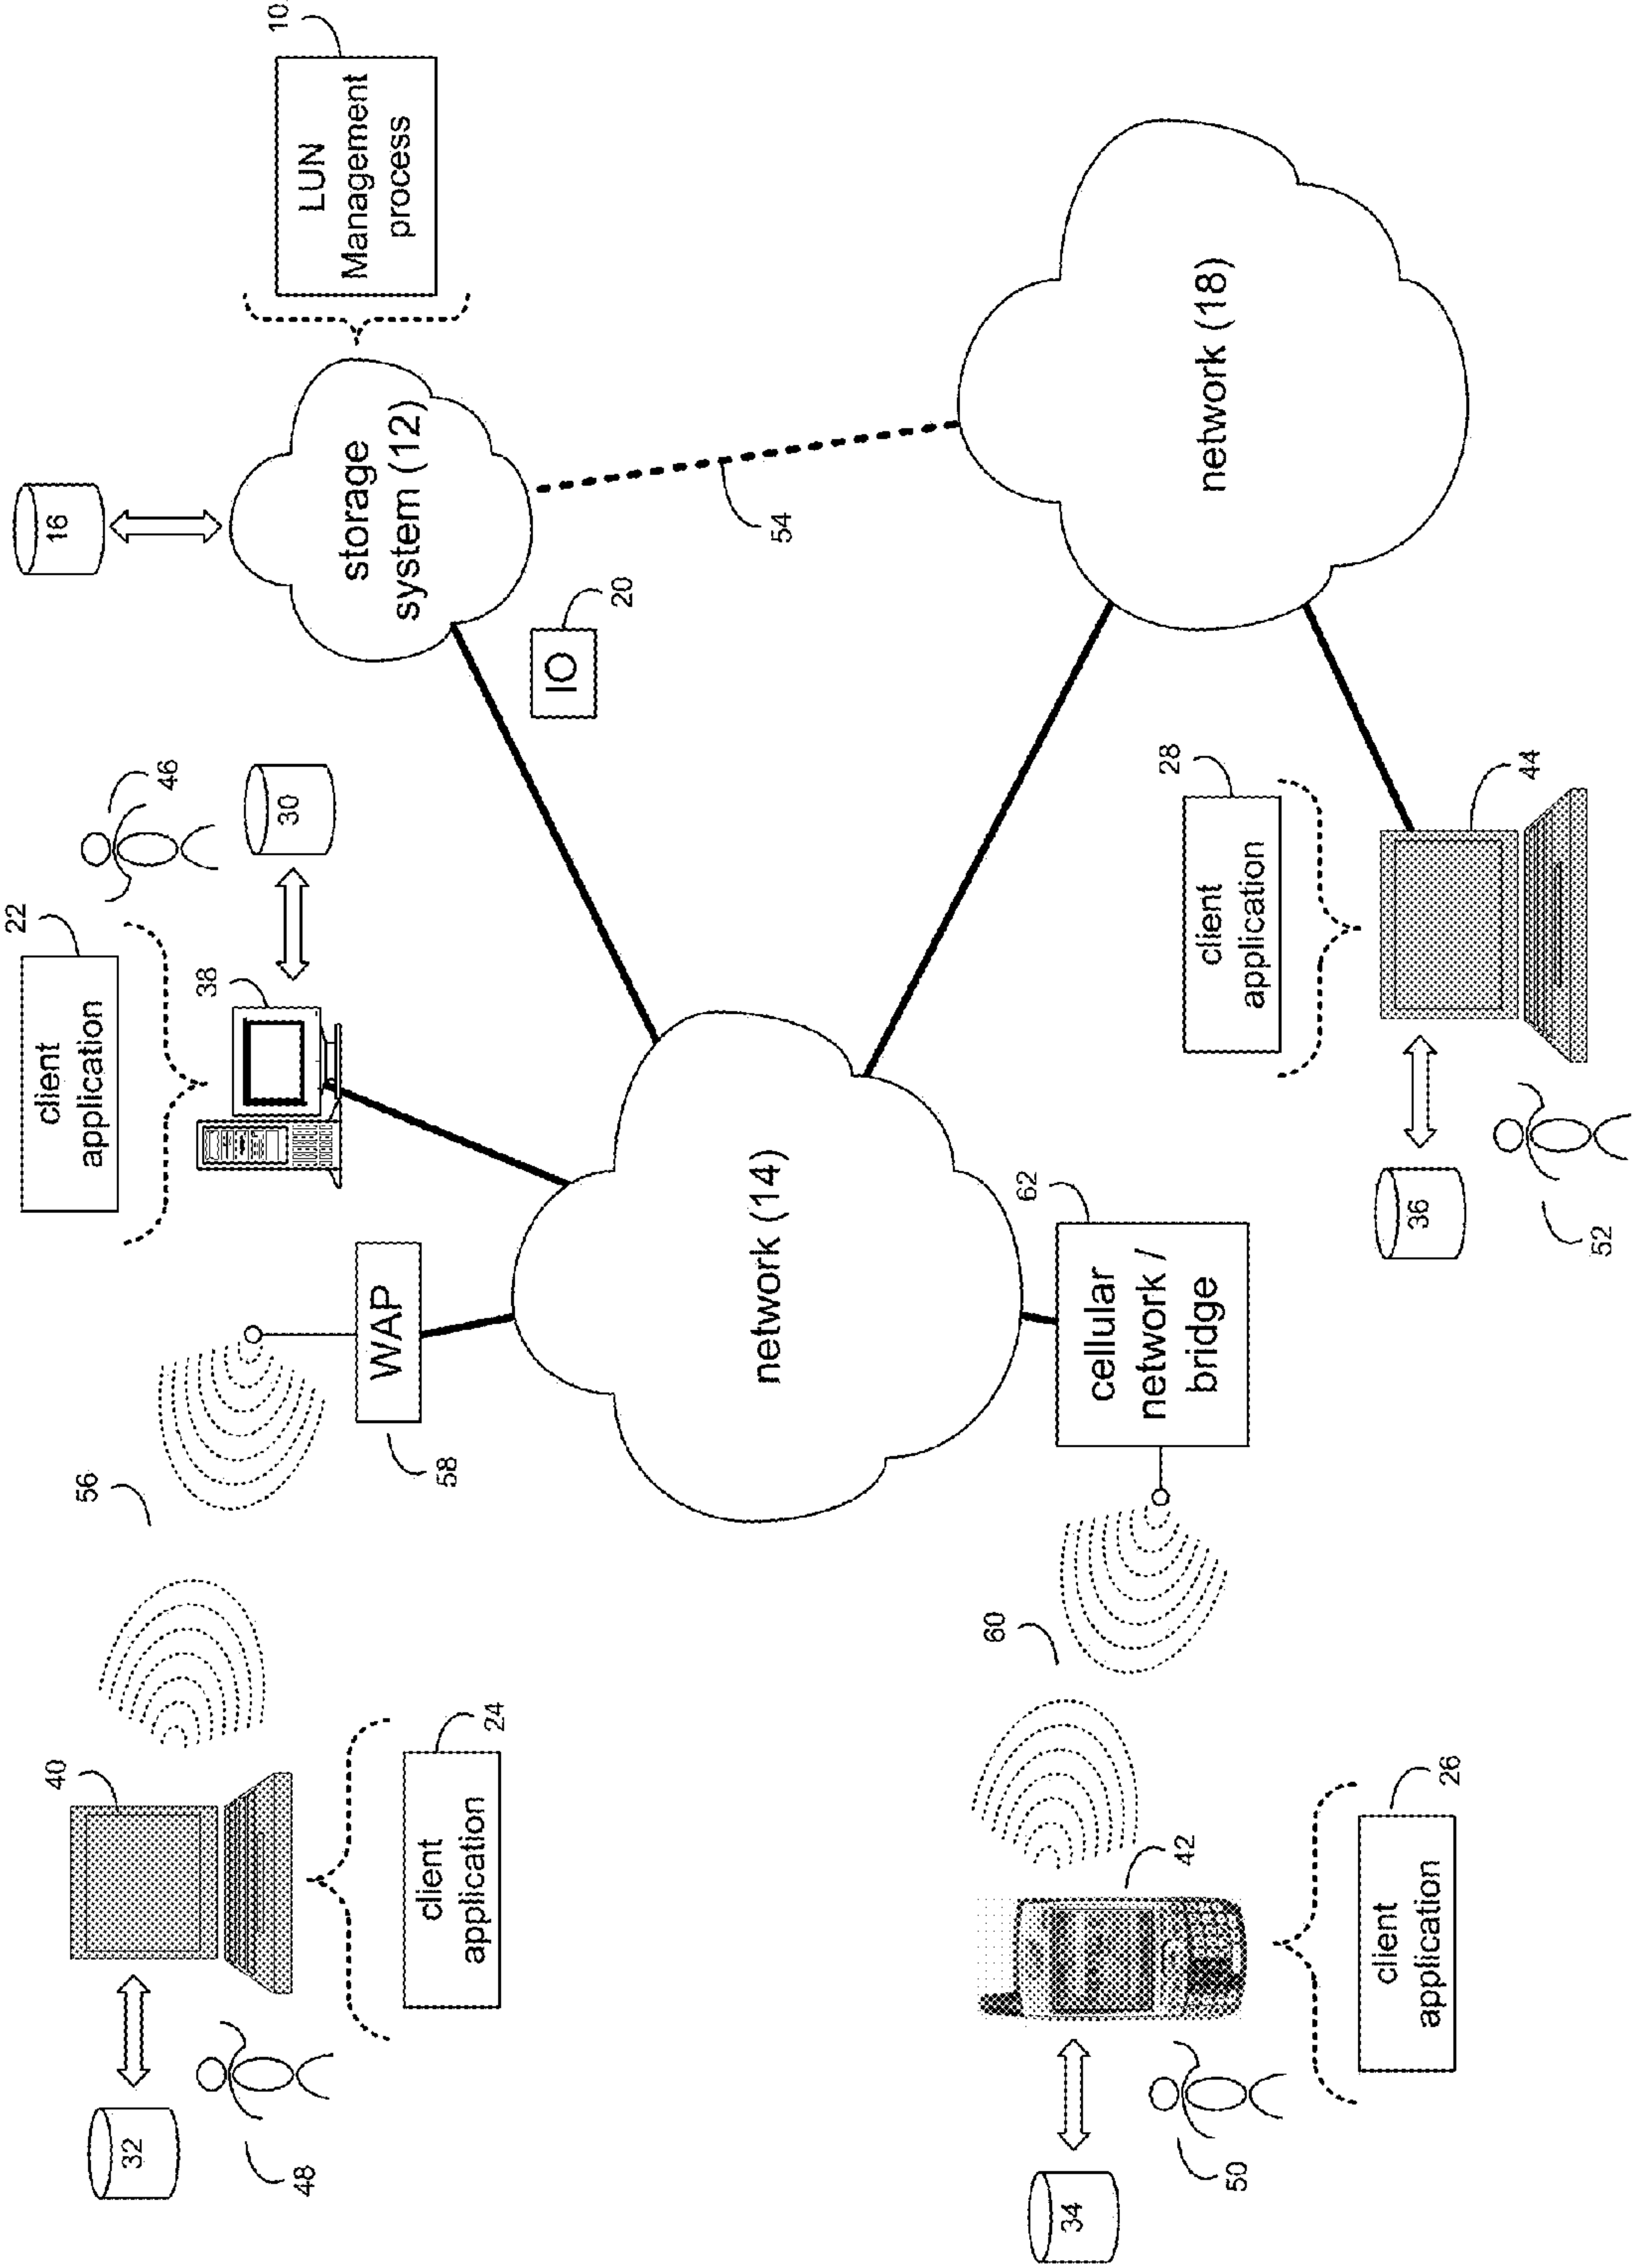 22
client
application
16
40
56
32
46
38
30
10
48
LUN
Management
process
storage
system (12)
WAP
58
client
application
24
IO
20
54
network (14)
60
62
34
cellular
network /
bridge
42
28
client
application
network (18)
50
client
application
26
36
44
52